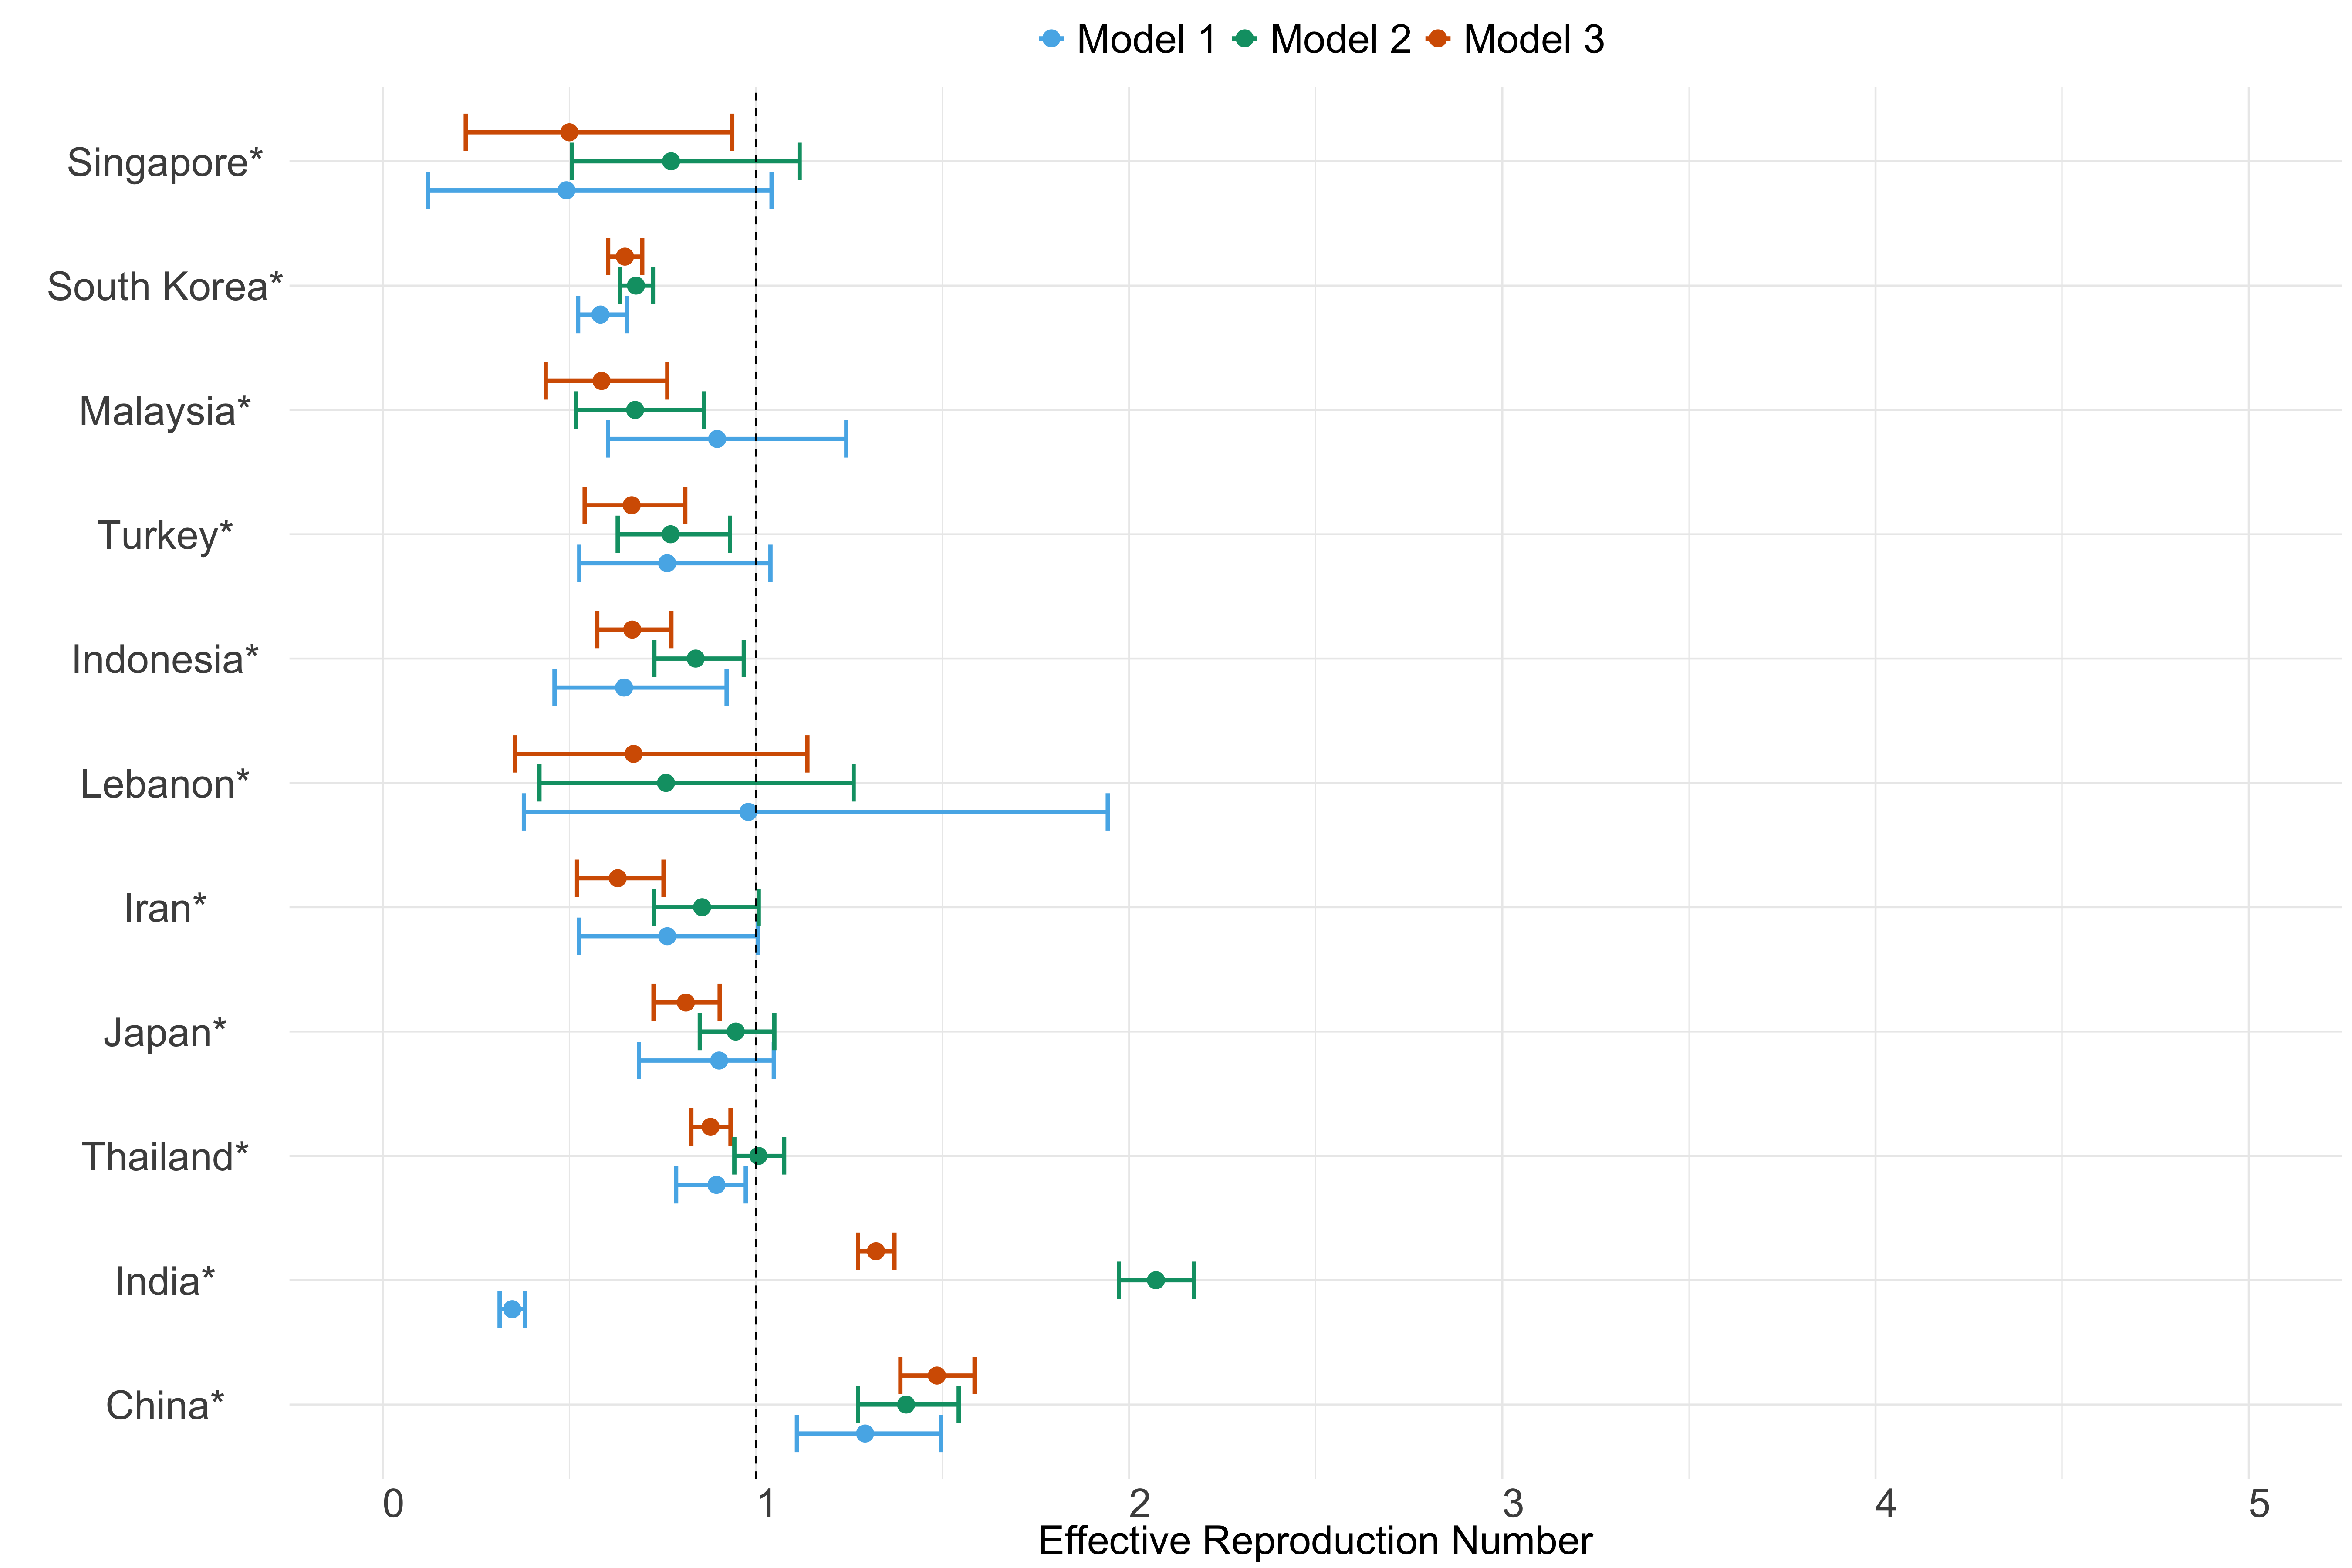 Model 1 Model 2 Model 3
Singapore*
South Korea*
Malaysia*
Turkey*
Indonesia*
Lebanon*
Iran*
Japan*
Thailand*
India*
China*
0 1 2 3 4 5
Effective Reproduction Number